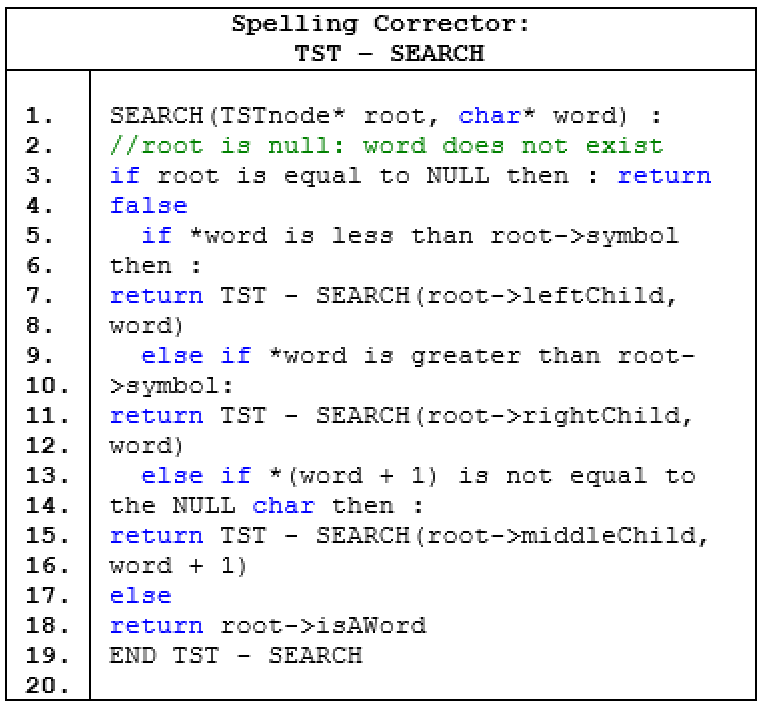 Spelling Corrector:
TST – SEARCH
1. SEARCH(TSTnode* root, char* word) :
2. //root is null: word does not exist
3. if root is equal to NULL then : return
4. false
5. if *word is less than root->symbol
6. then :
7. return TST – SEARCH(root->leftChild,
8. word)
9. else if *word is greater than root-
10. >symbol:
11. return TST – SEARCH(root->rightChild,
12. word)
13. else if *(word + 1) is not equal to
14. the NULL char then :
15. return TST – SEARCH(root->middleChild,
16. word + 1)
17. else
18. return root->isAWord
19. END TST – SEARCH
20.